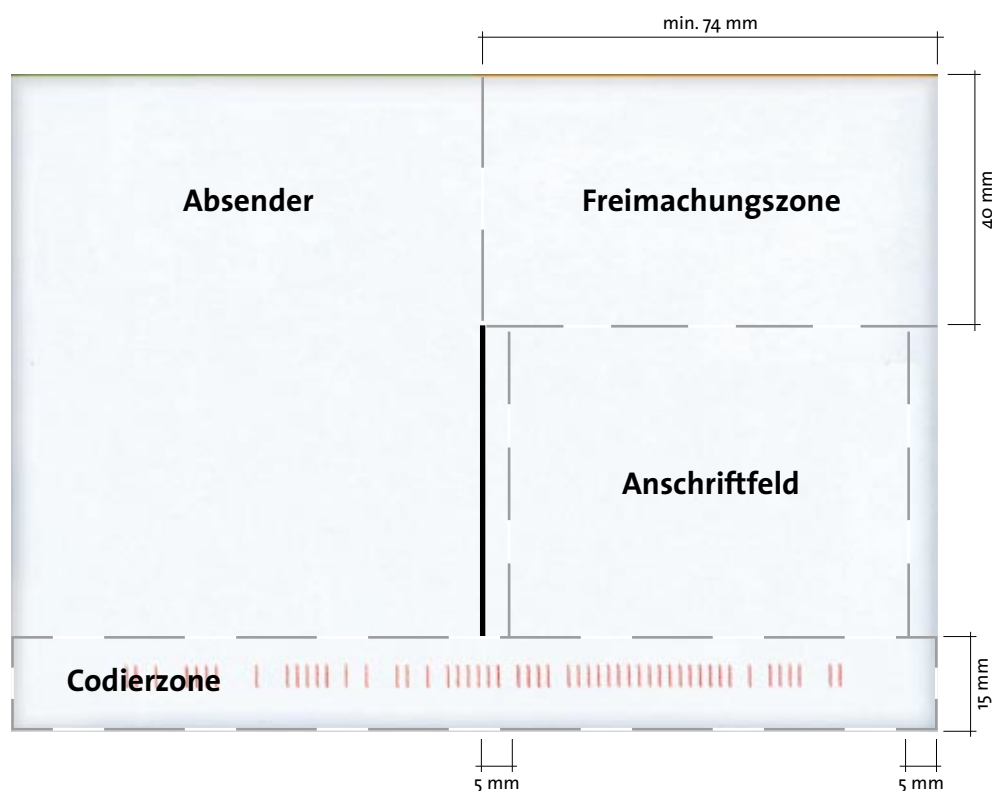 min. 74 mm
Absender
Freimachungszone
40 mm
Anschriftfeld
Codierzone
15 mm
5 mm
5 mm